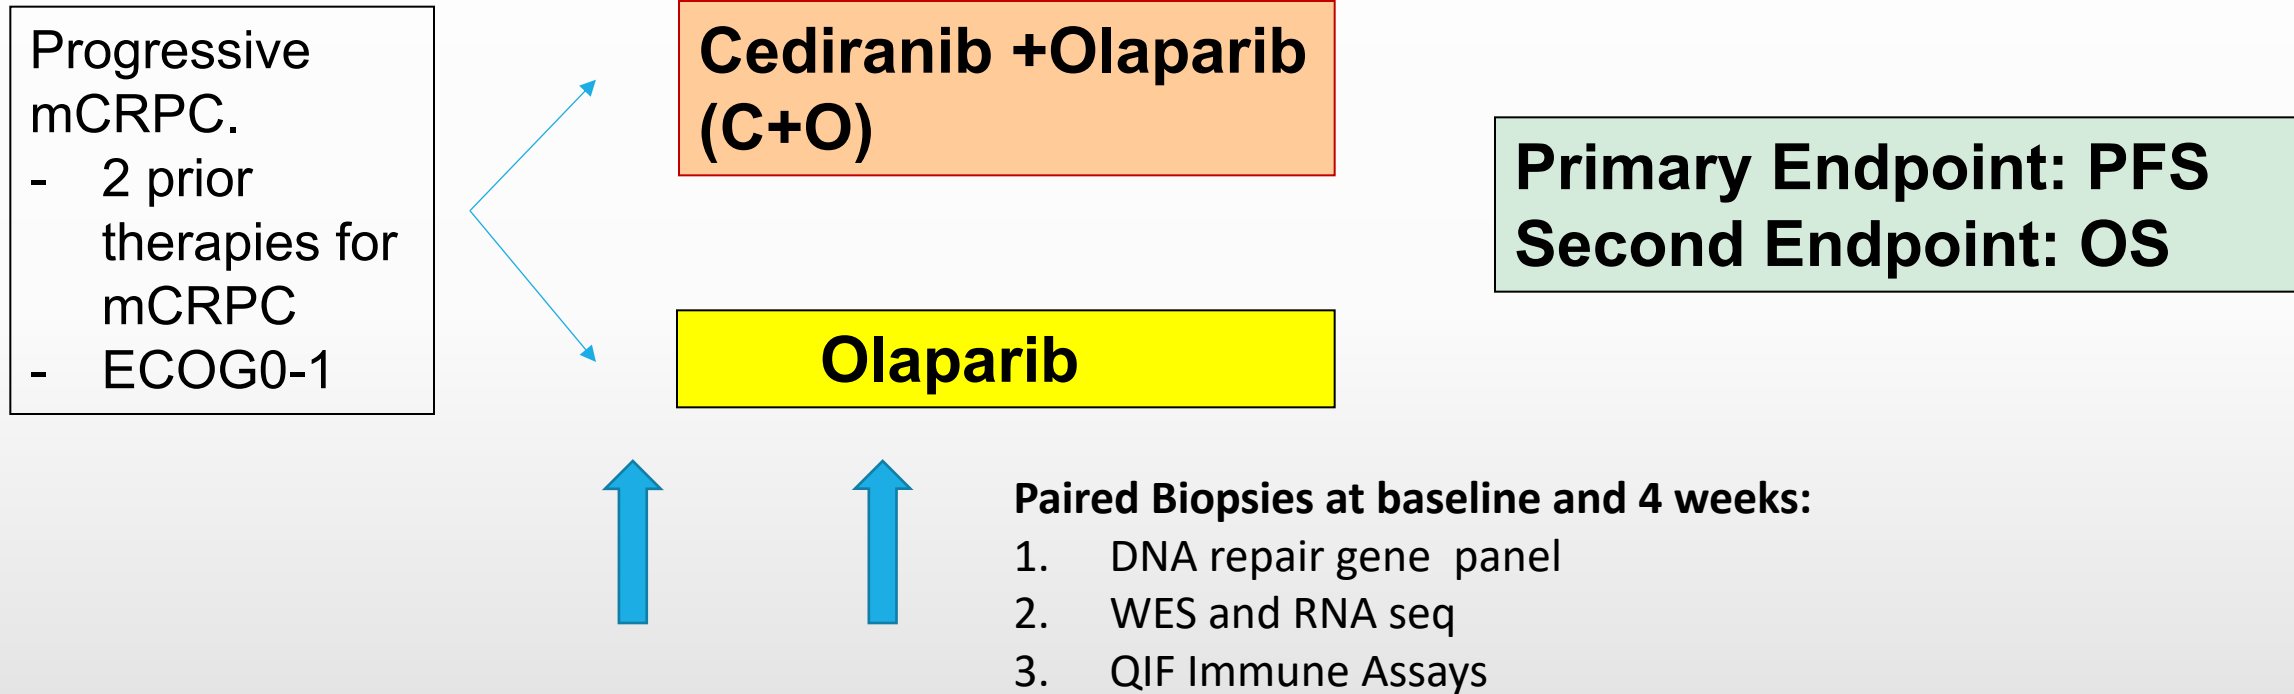 Progressive
mCRPC.
- 2 prior
therapies for
mCRPC
- ECOG0-1
Cediranib +Olaparib
(C+O)
Olaparib
Primary Endpoint: PFS
Second Endpoint: OS
Paired Biopsies at baseline and 4 weeks:
1. DNA repair gene panel
2. WES and RNA seq
3. QIF Immune Assays